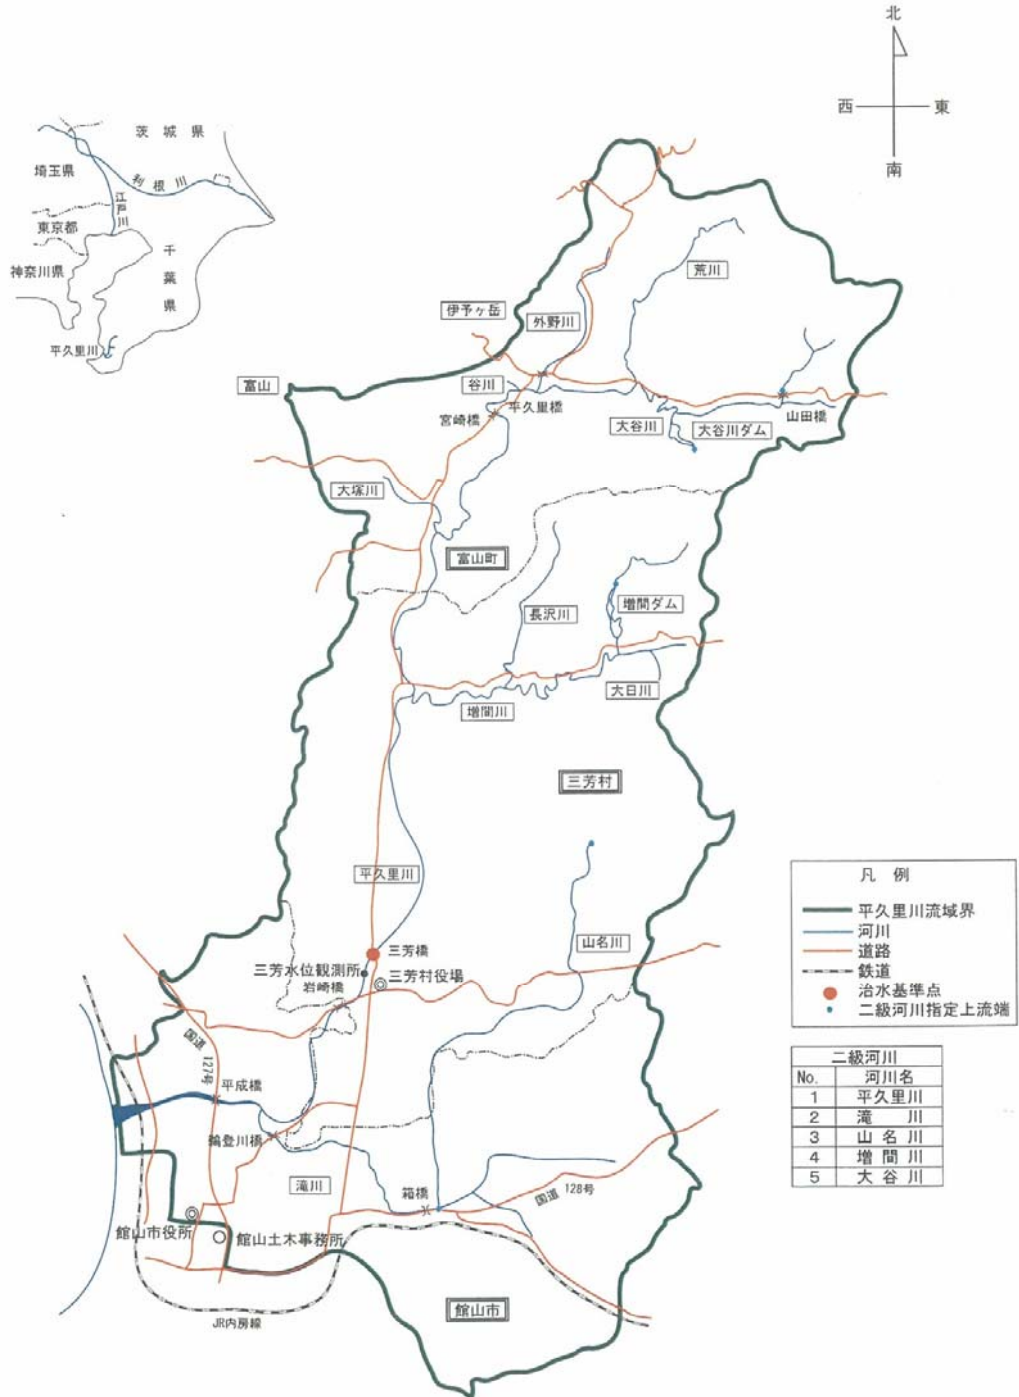 北
西
東
南
茨城県
埼玉県
利根川
江戸川
東京都
千葉県
神奈川県
平久里川
荒川
伊予ヶ岳
外野川
富山
谷川
平久里橋
宮崎橋
山田橋
大谷川
大谷川ダム
大塚川
富山町
増間ダム
長沢川
大日川
増間川
三芳村
平久里川
山名川
三芳橋
三芳水位観測所
三芳村役場
岩崎橋
国道 127号
平成橋
登川橋
滝川
箱橋
国道 128号
館山市役所
館山土木事務所
館山市
JR内房線
凡例
平久里川流域界
河川
道路
鉄道
治水基準点
二級河川指定上流端
二級河川
No. 河川名
1 平久里川
2 滝川
3 山名川
4 増間川
5 大谷川